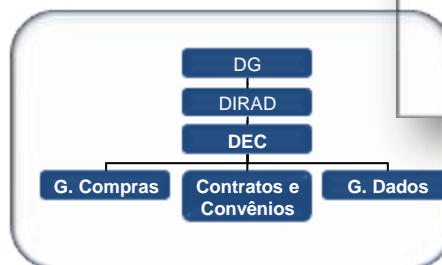 DG
DIRAD
DEC
G. Compras
Contratos e
Convênios
G. Dados